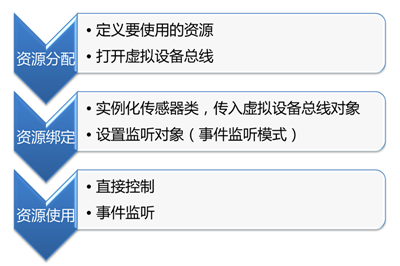 资源分配
• 定义要使用的资源
• 打开虚拟设备总线
资源绑定
• 实例化传感器类，传入虚拟设备总线对象
• 设置监听对象（事件监听模式）
资源使用
• 直接控制
• 事件监听